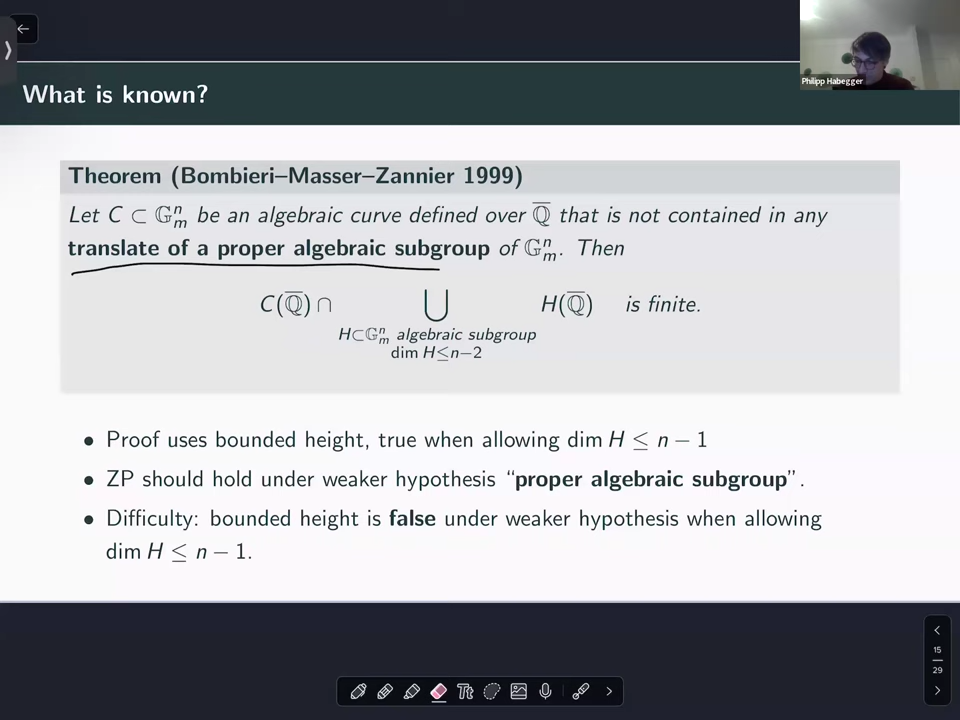 What is known?
Philipp Habegger
Theorem (Bombieri–Masser–Zannier 1999)
Let C ⊂ 𝔾ₘⁿ be an algebraic curve defined over ℚ̅ that is not contained in any
translate of a proper algebraic subgroup of 𝔾ₘⁿ. Then
C(ℚ̅) ∩ ⋃ H(ℚ̅) is finite.
H⊂𝔾ₘⁿ algebraic subgroup
dim H≤n−2
• Proof uses bounded height, true when allowing dim H ≤ n − 1
• ZP should hold under weaker hypothesis “proper algebraic subgroup”.
• Difficulty: bounded height is false under weaker hypothesis when allowing
dim H ≤ n − 1.
15
29
Tt